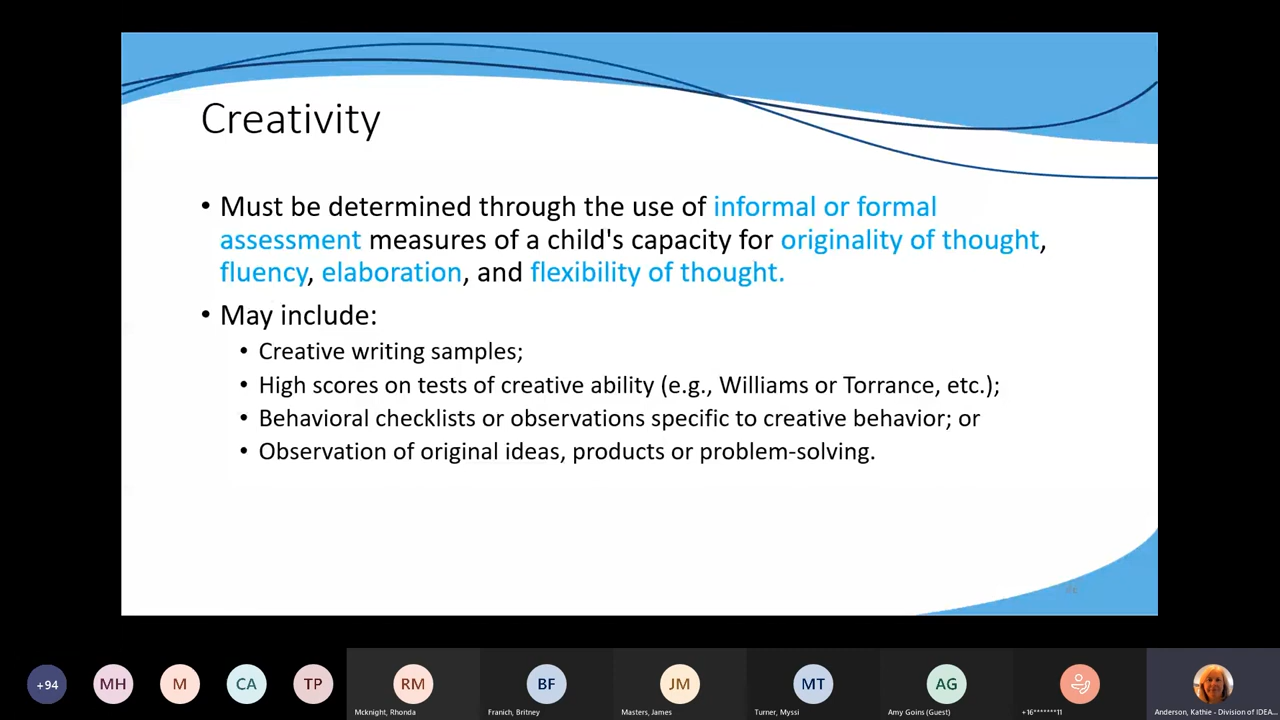 Creativity
• Must be determined through the use of informal or formal
assessment measures of a child's capacity for originality of thought,
fluency, elaboration, and flexibility of thought.
• May include:
• Creative writing samples;
• High scores on tests of creative ability (e.g., Williams or Torrance, etc.);
• Behavioral checklists or observations specific to creative behavior; or
• Observation of original ideas, products or problem-solving.
+94
MH
M
CA
TP
RM
BF
JM
MT
AG
Mcknight, Rhonda
Franich, Britney
Masters, James
Turner, Myssi
Amy Goins (Guest)
+16*******11
Anderson, Kathie - Division of IDEA...